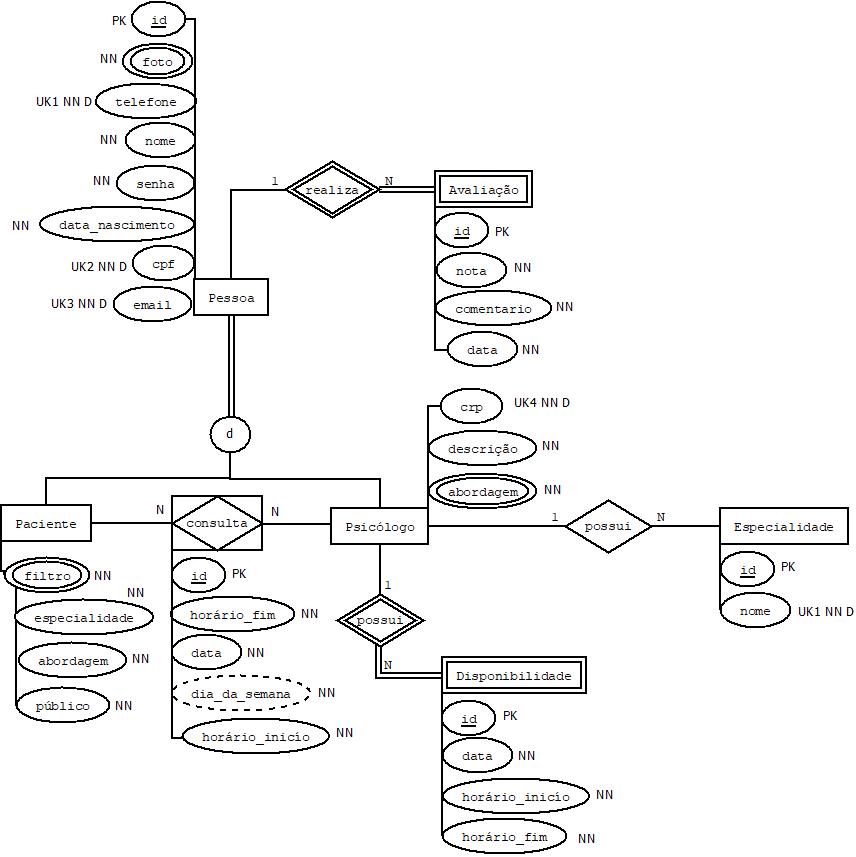 PK id
NN foto
UK1 NN D telefone
NN nome
NN senha
NN data_nascimento
UK2 NN D cpf
UK3 NN D email
Pessoa
1 realiza N Avaliação
id PK
nota NN
comentario NN
data NN
d
crp UK4 NN D
descrição NN
abordagem NN
Paciente N consulta N Psicólogo 1 possui N Especialidade
filtro NN
especialidade NN
abordagem NN
público NN
id PK
horário_fim NN
data NN
dia_da_semana NN
horário_inicío NN
1
possui
N
Disponibilidade
id PK
data NN
horário_inicío NN
horário_fim NN
id PK
nome UK1 NN D